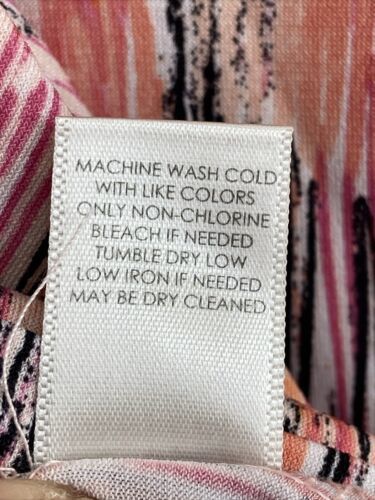 MACHINE WASH COLD
WITH LIKE COLORS
ONLY NON-CHLORINE
BLEACH IF NEEDED
TUMBLE DRY LOW
LOW IRON IF NEEDED
MAY BE DRY CLEANED